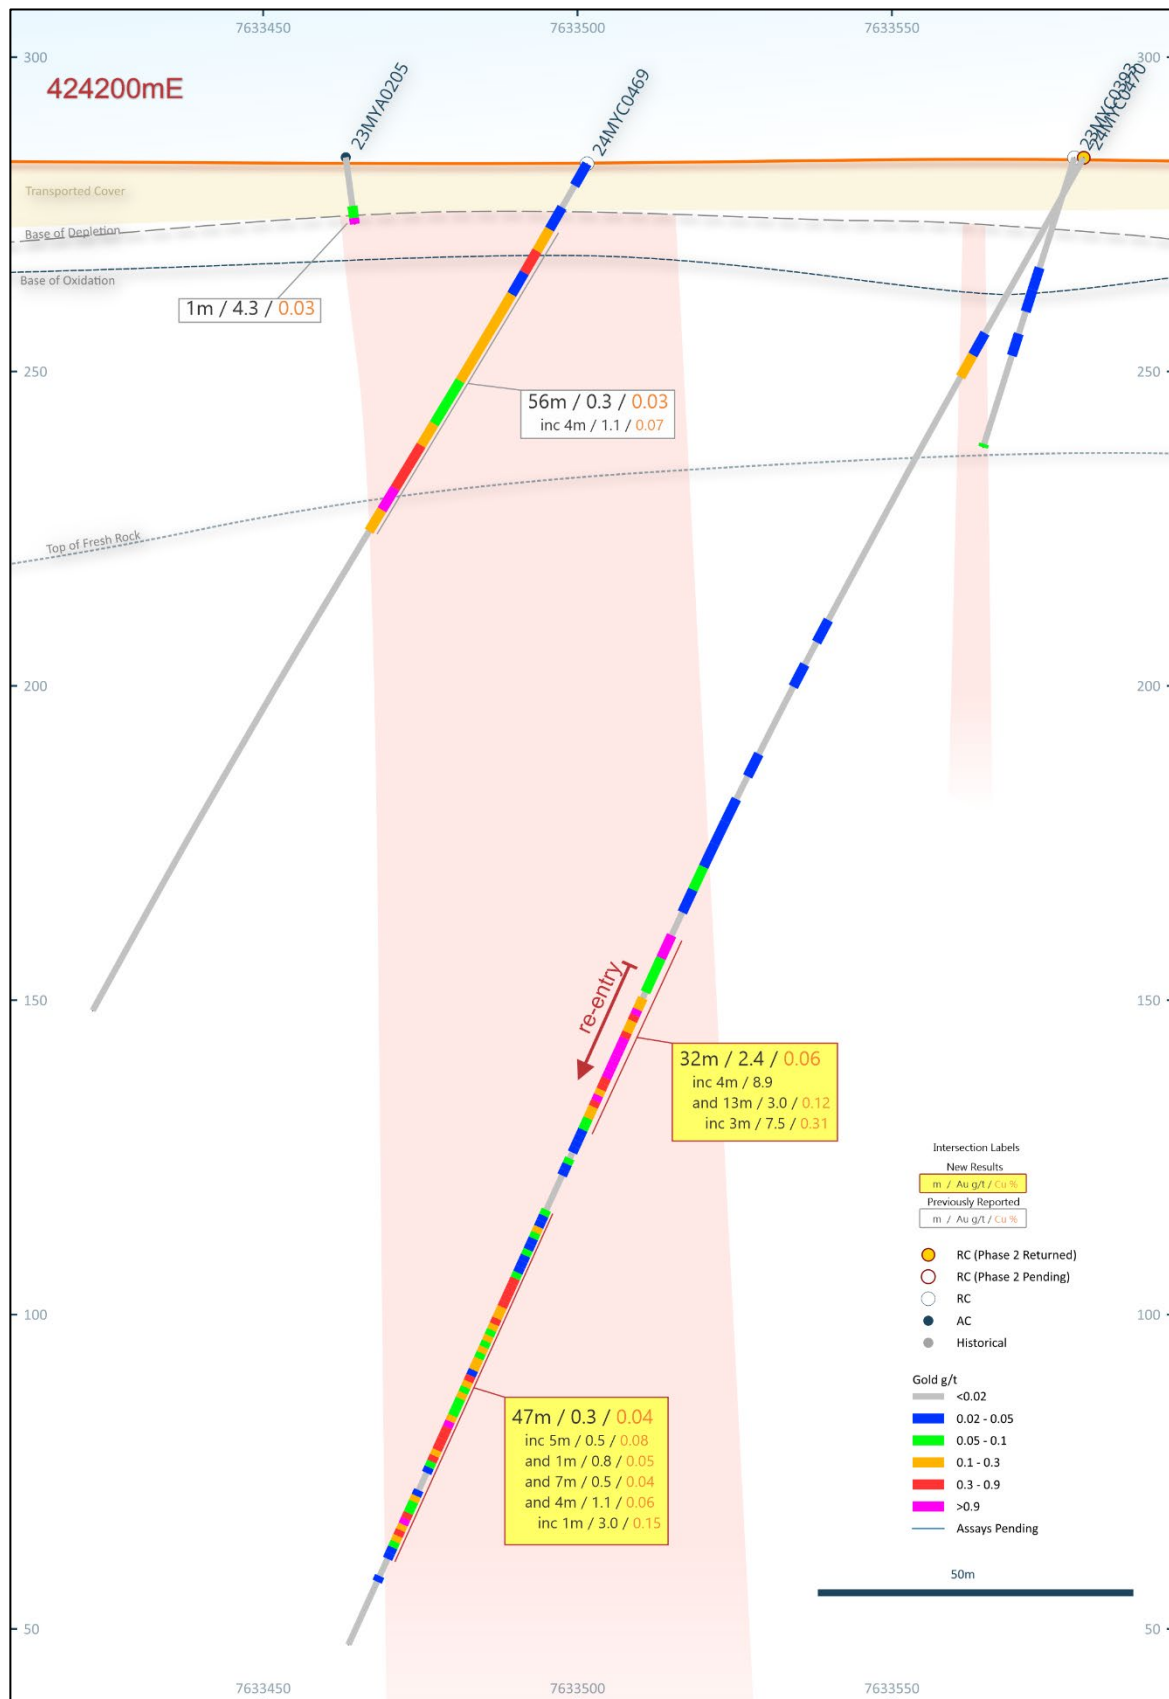 7633450
7633500
7633550
300
300
424200mE
23MYA0205
24MYC0469
23MYC0393
24MYC0470
Transported Cover
Base of Depletion
Base of Oxidation
1m / 4.3 / 0.03
250
250
56m / 0.3 / 0.03
inc 4m / 1.1 / 0.07
Top of Fresh Rock
200
200
150
150
re-entry
32m / 2.4 / 0.06
inc 4m / 8.9
and 13m / 3.0 / 0.12
inc 3m / 7.5 / 0.31
Intersection Labels
New Results
m / Au g/t / Cu %
Previously Reported
m / Au g/t / Cu %
RC (Phase 2 Returned)
RC (Phase 2 Pending)
RC
AC
Historical
100
100
Gold g/t
<0.02
0.02 - 0.05
0.05 - 0.1
0.1 - 0.3
0.3 - 0.9
>0.9
Assays Pending
47m / 0.3 / 0.04
inc 5m / 0.5 / 0.08
and 1m / 0.8 / 0.05
and 7m / 0.5 / 0.04
and 4m / 1.1 / 0.06
inc 1m / 3.0 / 0.15
50m
50
50
7633450
7633500
7633550